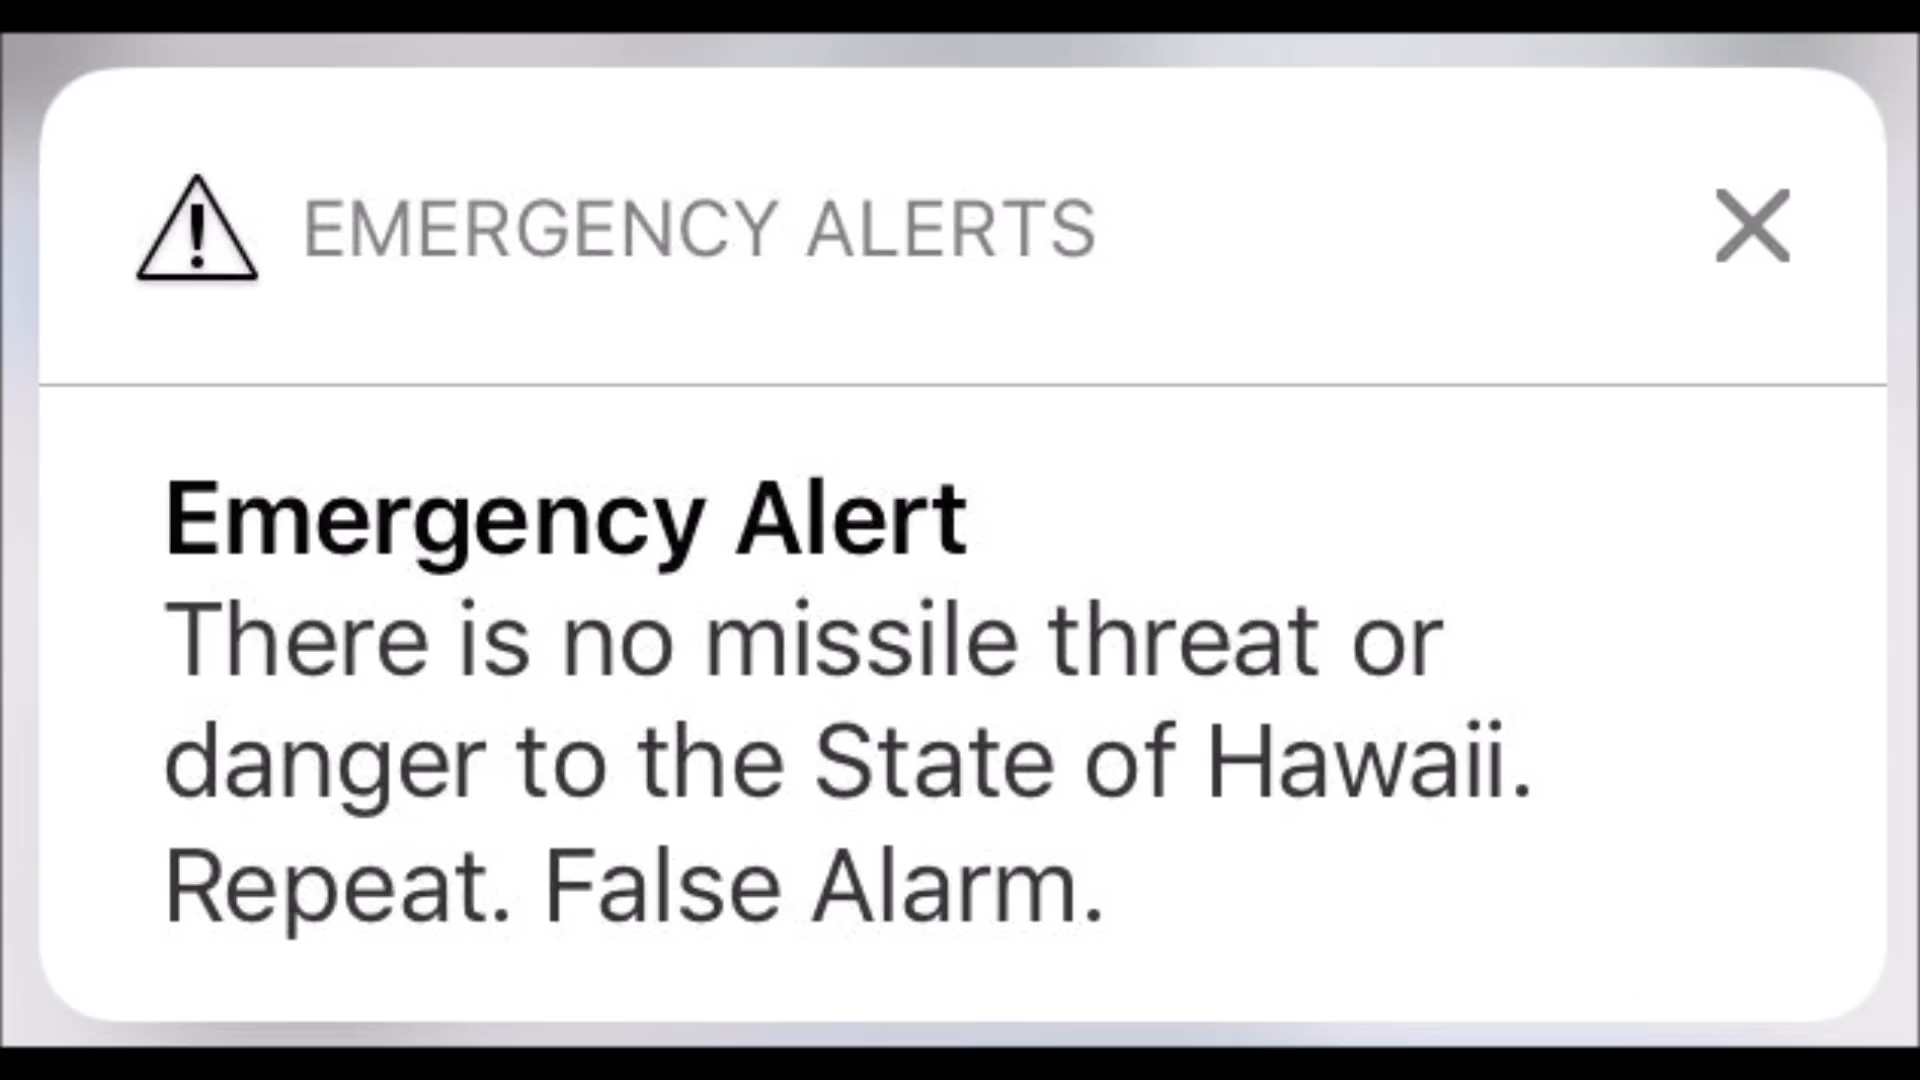 EMERGENCY ALERTS
Emergency Alert
There is no missile threat or
danger to the State of Hawaii.
Repeat. False Alarm.